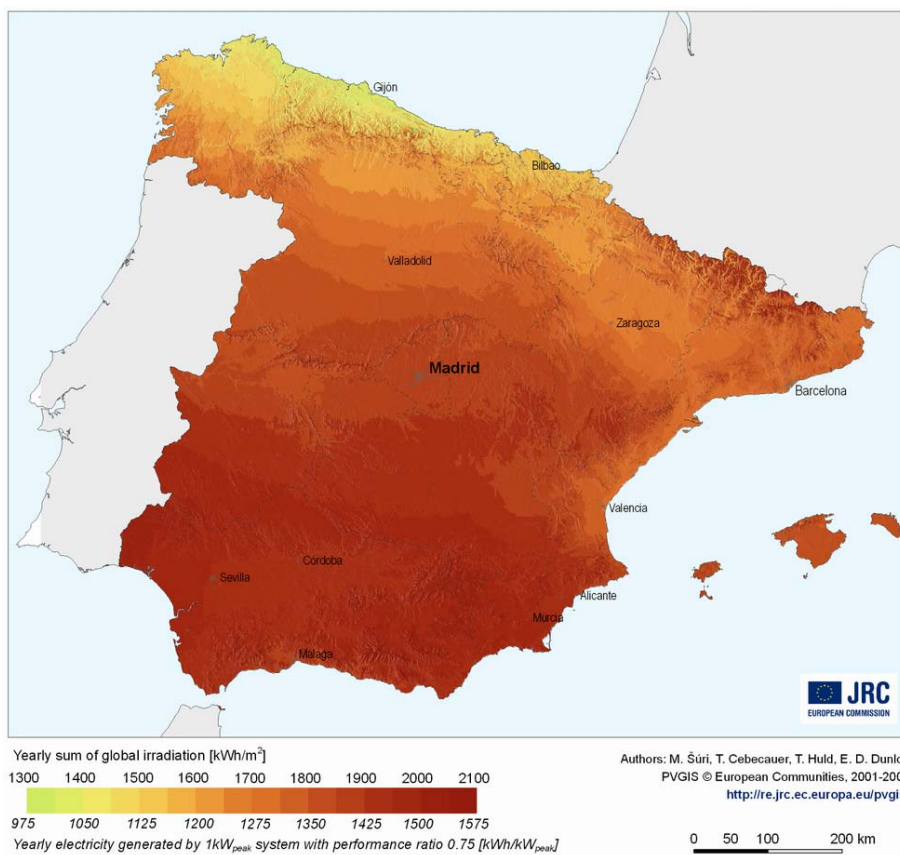 Gijón
Bilbao
Valladolid
Zaragoza
Madrid
Barcelona
Valencia
Córdoba
Sevilla
Alicante
Murcia
Málaga
JRC
EUROPEAN COMMISSION
Yearly sum of global irradiation [kWh/m²]
1300 1400 1500 1600 1700 1800 1900 2000 2100
975 1050 1125 1200 1275 1350 1425 1500 1575
Yearly electricity generated by 1kWpeak system with performance ratio 0.75 [kWh/kWpeak]
Authors: M. Šúri, T. Cebecauer, T. Huld, E. D. Dunlo
PVGIS © European Communities, 2001-200
http://re.jrc.ec.europa.eu/pvgi
0 50 100 200 km